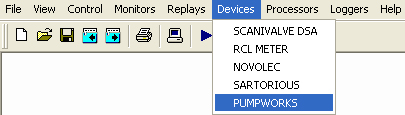 File View Control Monitors Replays Devices Processors Loggers Help
SCANIVALVE DSA
RCL METER
NOVOLEC
SARTORIOUS
PUMPWORKS